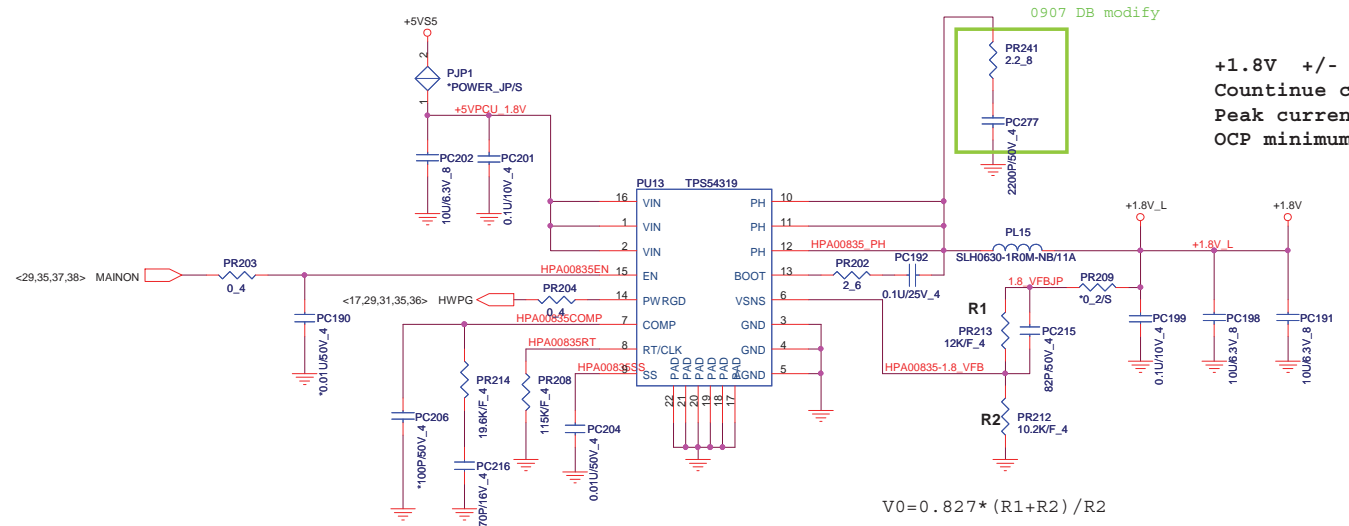 0907 DB modify
+5VS5
2
PJP1
*POWER_JP/S
1
+5VPCU_1.8V
PC202
10U/6.3V_8
PC201
0.1U/10V_4
PR241
2.2_8
PC277
2200P/50V_4
+1.8V +/-
Countinue
Peak
OCP
PU13 TPS54319
16 VIN
1 VIN
2 VIN
15 EN
14 PWRGD
7 COMP
8 RT/CLK
9 SS
PH 10
PH 11
PH 12
BOOT 13
VSNS 6
GND 3
GND 4
AGND 5
PAD PAD PAD PAD PAD PAD
22 21 20 19 18 17
<29,35,37,38> MAINON
PR203
0_4
HPA00835EN
PC190
*0.01U/50V_4
<17,29,31,35,36> HWPG
PR204
0_4
HPA00835COMP
HPA00835RT
HPA00835SS
PC206
*100P/50V_4
PR214
19.6K/F_4
PC216
70P/16V_4
PR208
115K/F_4
PC204
0.01U/50V_4
HPA00835_PH
PL15
SLH0630-1R0M-NB/11A
PR202
2_6
PC192
0.1U/25V_4
+1.8V_L
+1.8V
+1.8V_L
1.8_VFBJP
PR209
*0_2/S
R1
PR213
12K/F_4
PC215
82P/50V_4
HPA00835-1.8_VFB
R2
PR212
10.2K/F_4
PC199
0.1U/10V_4
PC198
10U/6.3V_8
PC191
10U/6.3V_8
V0=0.827*(R1+R2)/R2